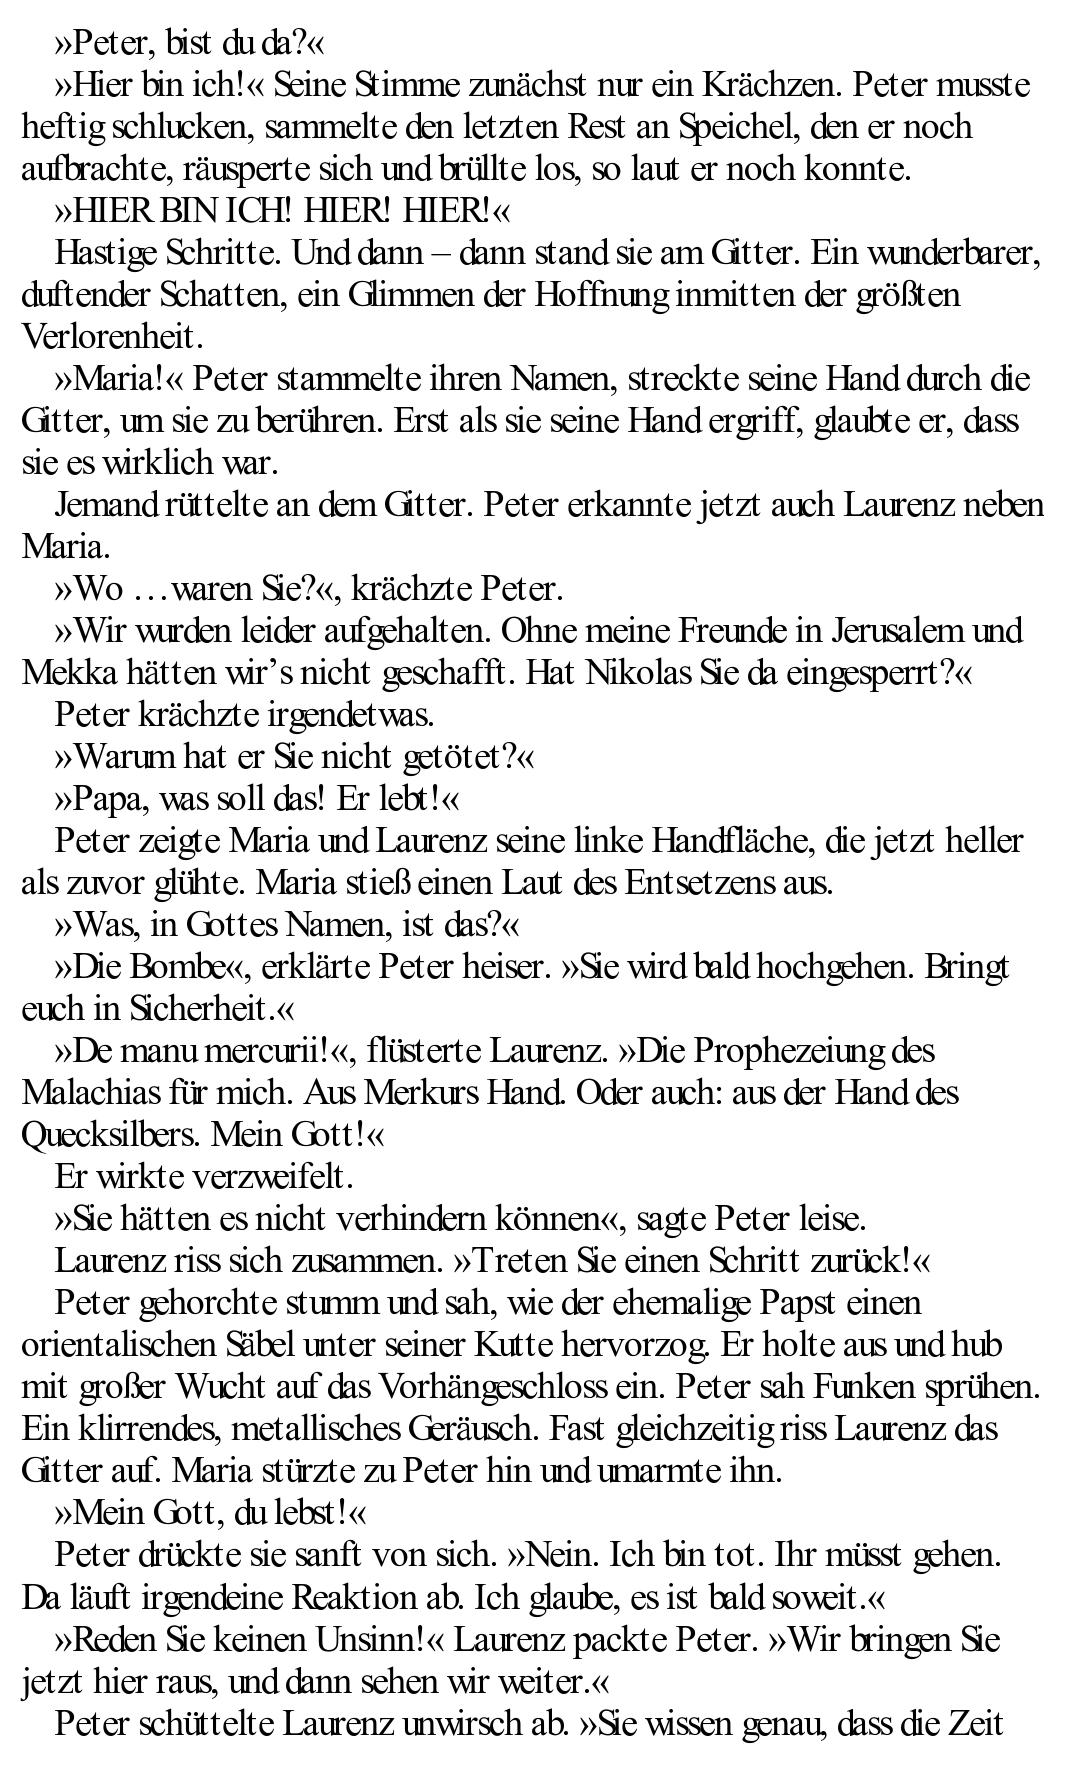 »Peter, bist du da?«
»Hier bin ich!« Seine Stimme zunächst nur ein Krächzen. Peter musste
heftig schlucken, sammelte den letzten Rest an Speichel, den er noch
aufbrachte, räusperte sich und brüllte los, so laut er noch konnte.
»HIER BIN ICH! HIER! HIER!«
Hastige Schritte. Und dann – dann stand sie am Gitter. Ein wunderbarer,
duftender Schatten, ein Glimmen der Hoffnung inmitten der größten
Verlorenheit.
»Maria!« Peter stammelte ihren Namen, streckte seine Hand durch die
Gitter, um sie zu berühren. Erst als sie seine Hand ergriff, glaubte er, dass
sie es wirklich war.
Jemand rüttelte an dem Gitter. Peter erkannte jetzt auch Laurenz neben
Maria.
»Wo … waren Sie?«, krächzte Peter.
»Wir wurden leider aufgehalten. Ohne meine Freunde in Jerusalem und
Mekka hätten wir’s nicht geschafft. Hat Nikolas Sie da eingesperrt?«
Peter krächzte irgendetwas.
»Warum hat er Sie nicht getötet?«
»Papa, was soll das! Er lebt!«
Peter zeigte Maria und Laurenz seine linke Handfläche, die jetzt heller
als zuvor glühte. Maria stieß einen Laut des Entsetzens aus.
»Was, in Gottes Namen, ist das?«
»Die Bombe«, erklärte Peter heiser. »Sie wird bald hochgehen. Bringt
euch in Sicherheit.«
»De manu mercurii!«, flüsterte Laurenz. »Die Prophezeiung des
Malachias für mich. Aus Merkurs Hand. Oder auch: aus der Hand des
Quecksilbers. Mein Gott!«
Er wirkte verzweifelt.
»Sie hätten es nicht verhindern können«, sagte Peter leise.
Laurenz riss sich zusammen. »Treten Sie einen Schritt zurück!«
Peter gehorchte stumm und sah, wie der ehemalige Papst einen
orientalischen Säbel unter seiner Kutte hervorzog. Er holte aus und hub
mit großer Wucht auf das Vorhängeschloss ein. Peter sah Funken sprühen.
Ein klirrendes, metallisches Geräusch. Fast gleichzeitig riss Laurenz das
Gitter auf. Maria stürzte zu Peter hin und umarmte ihn.
»Mein Gott, du lebst!«
Peter drückte sie sanft von sich. »Nein. Ich bin tot. Ihr müsst gehen.
Da läuft irgendeine Reaktion ab. Ich glaube, es ist bald soweit.«
»Reden Sie keinen Unsinn!« Laurenz packte Peter. »Wir bringen Sie
jetzt hier raus, und dann sehen wir weiter.«
Peter schüttelte Laurenz unwirsch ab. »Sie wissen genau, dass die Zeit